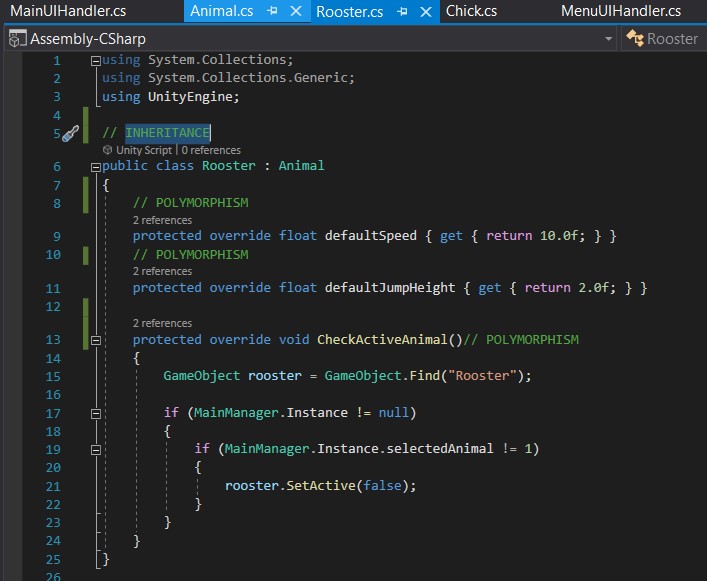 MainUIHandler.cs Animal.cs Rooster.cs Chick.cs MenuUIHandler.cs
Assembly-CSharp Rooster
1 using System.Collections;
2 using System.Collections.Generic;
3 using UnityEngine;
4
5 // INHERITANCE
Unity Script | 0 references
6 public class Rooster : Animal
7 {
8 // POLYMORPHISM
2 references
9 protected override float defaultSpeed { get { return 10.0f; } }
10 // POLYMORPHISM
2 references
11 protected override float defaultJumpHeight { get { return 2.0f; } }
12
2 references
13 protected override void CheckActiveAnimal()// POLYMORPHISM
14 {
15 GameObject rooster = GameObject.Find("Rooster");
16
17 if (MainManager.Instance != null)
18 {
19 if (MainManager.Instance.selectedAnimal != 1)
20 {
21 rooster.SetActive(false);
22 }
23 }
24 }
25 }
26